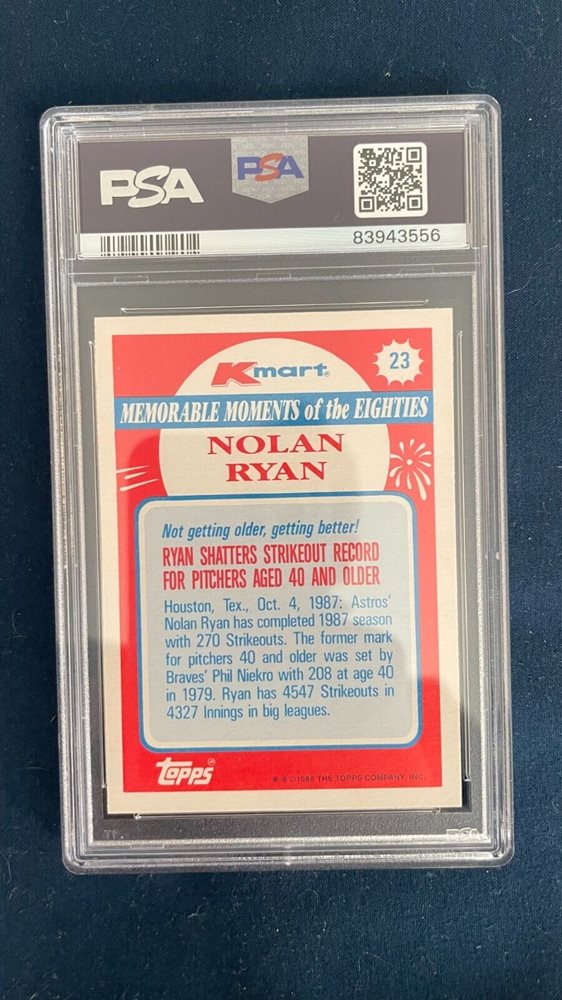 PSA
PSA
83943556
Kmart®
23
MEMORABLE MOMENTS of the EIGHTIES
NOLAN
RYAN
Not getting older, getting better!
RYAN SHATTERS STRIKEOUT RECORD
FOR PITCHERS AGED 40 AND OLDER
Houston, Tex., Oct. 4, 1987: Astros'
Nolan Ryan has completed 1987 season
with 270 Strikeouts. The former mark
for pitchers 40 and older was set by
Braves' Phil Niekro with 208 at age 40
in 1979. Ryan has 4547 Strikeouts in
4327 Innings in big leagues.
topps®
** ©1988 THE TOPPS COMPANY, INC.
PSA